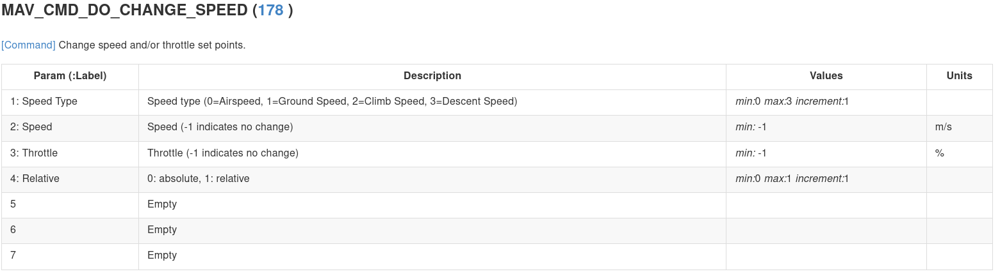 MAV_CMD_DO_CHANGE_SPEED (178 )
[Command] Change speed and/or throttle set points.
Param (:Label) Description Values Units
1: Speed Type Speed type (0=Airspeed, 1=Ground Speed, 2=Climb Speed, 3=Descent Speed) min:0 max:3 increment:1
2: Speed Speed (-1 indicates no change) min: -1 m/s
3: Throttle Throttle (-1 indicates no change) min: -1 %
4: Relative 0: absolute, 1: relative min:0 max:1 increment:1
5 Empty
6 Empty
7 Empty